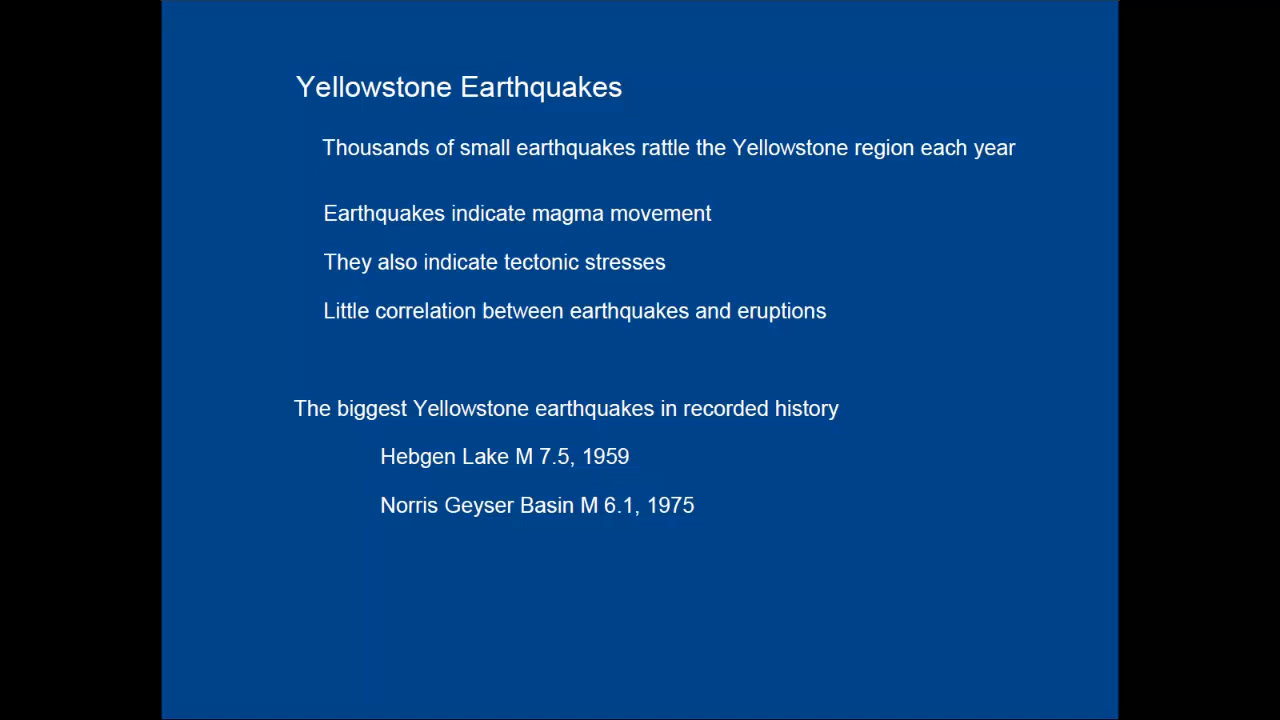 Yellowstone Earthquakes
Thousands of small earthquakes rattle the Yellowstone region each year
Earthquakes indicate magma movement
They also indicate tectonic stresses
Little correlation between earthquakes and eruptions
The biggest Yellowstone earthquakes in recorded history
Hebgen Lake M 7.5, 1959
Norris Geyser Basin M 6.1, 1975